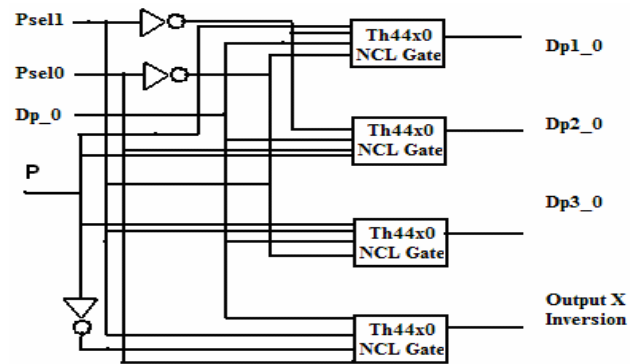 Psel1
Th44x0
NCL Gate
Dp1_0
Psel0
Dp_0
Th44x0
NCL Gate
Dp2_0
P
Dp3_0
Th44x0
NCL Gate
Output X
Inversion
Th44x0
NCL Gate